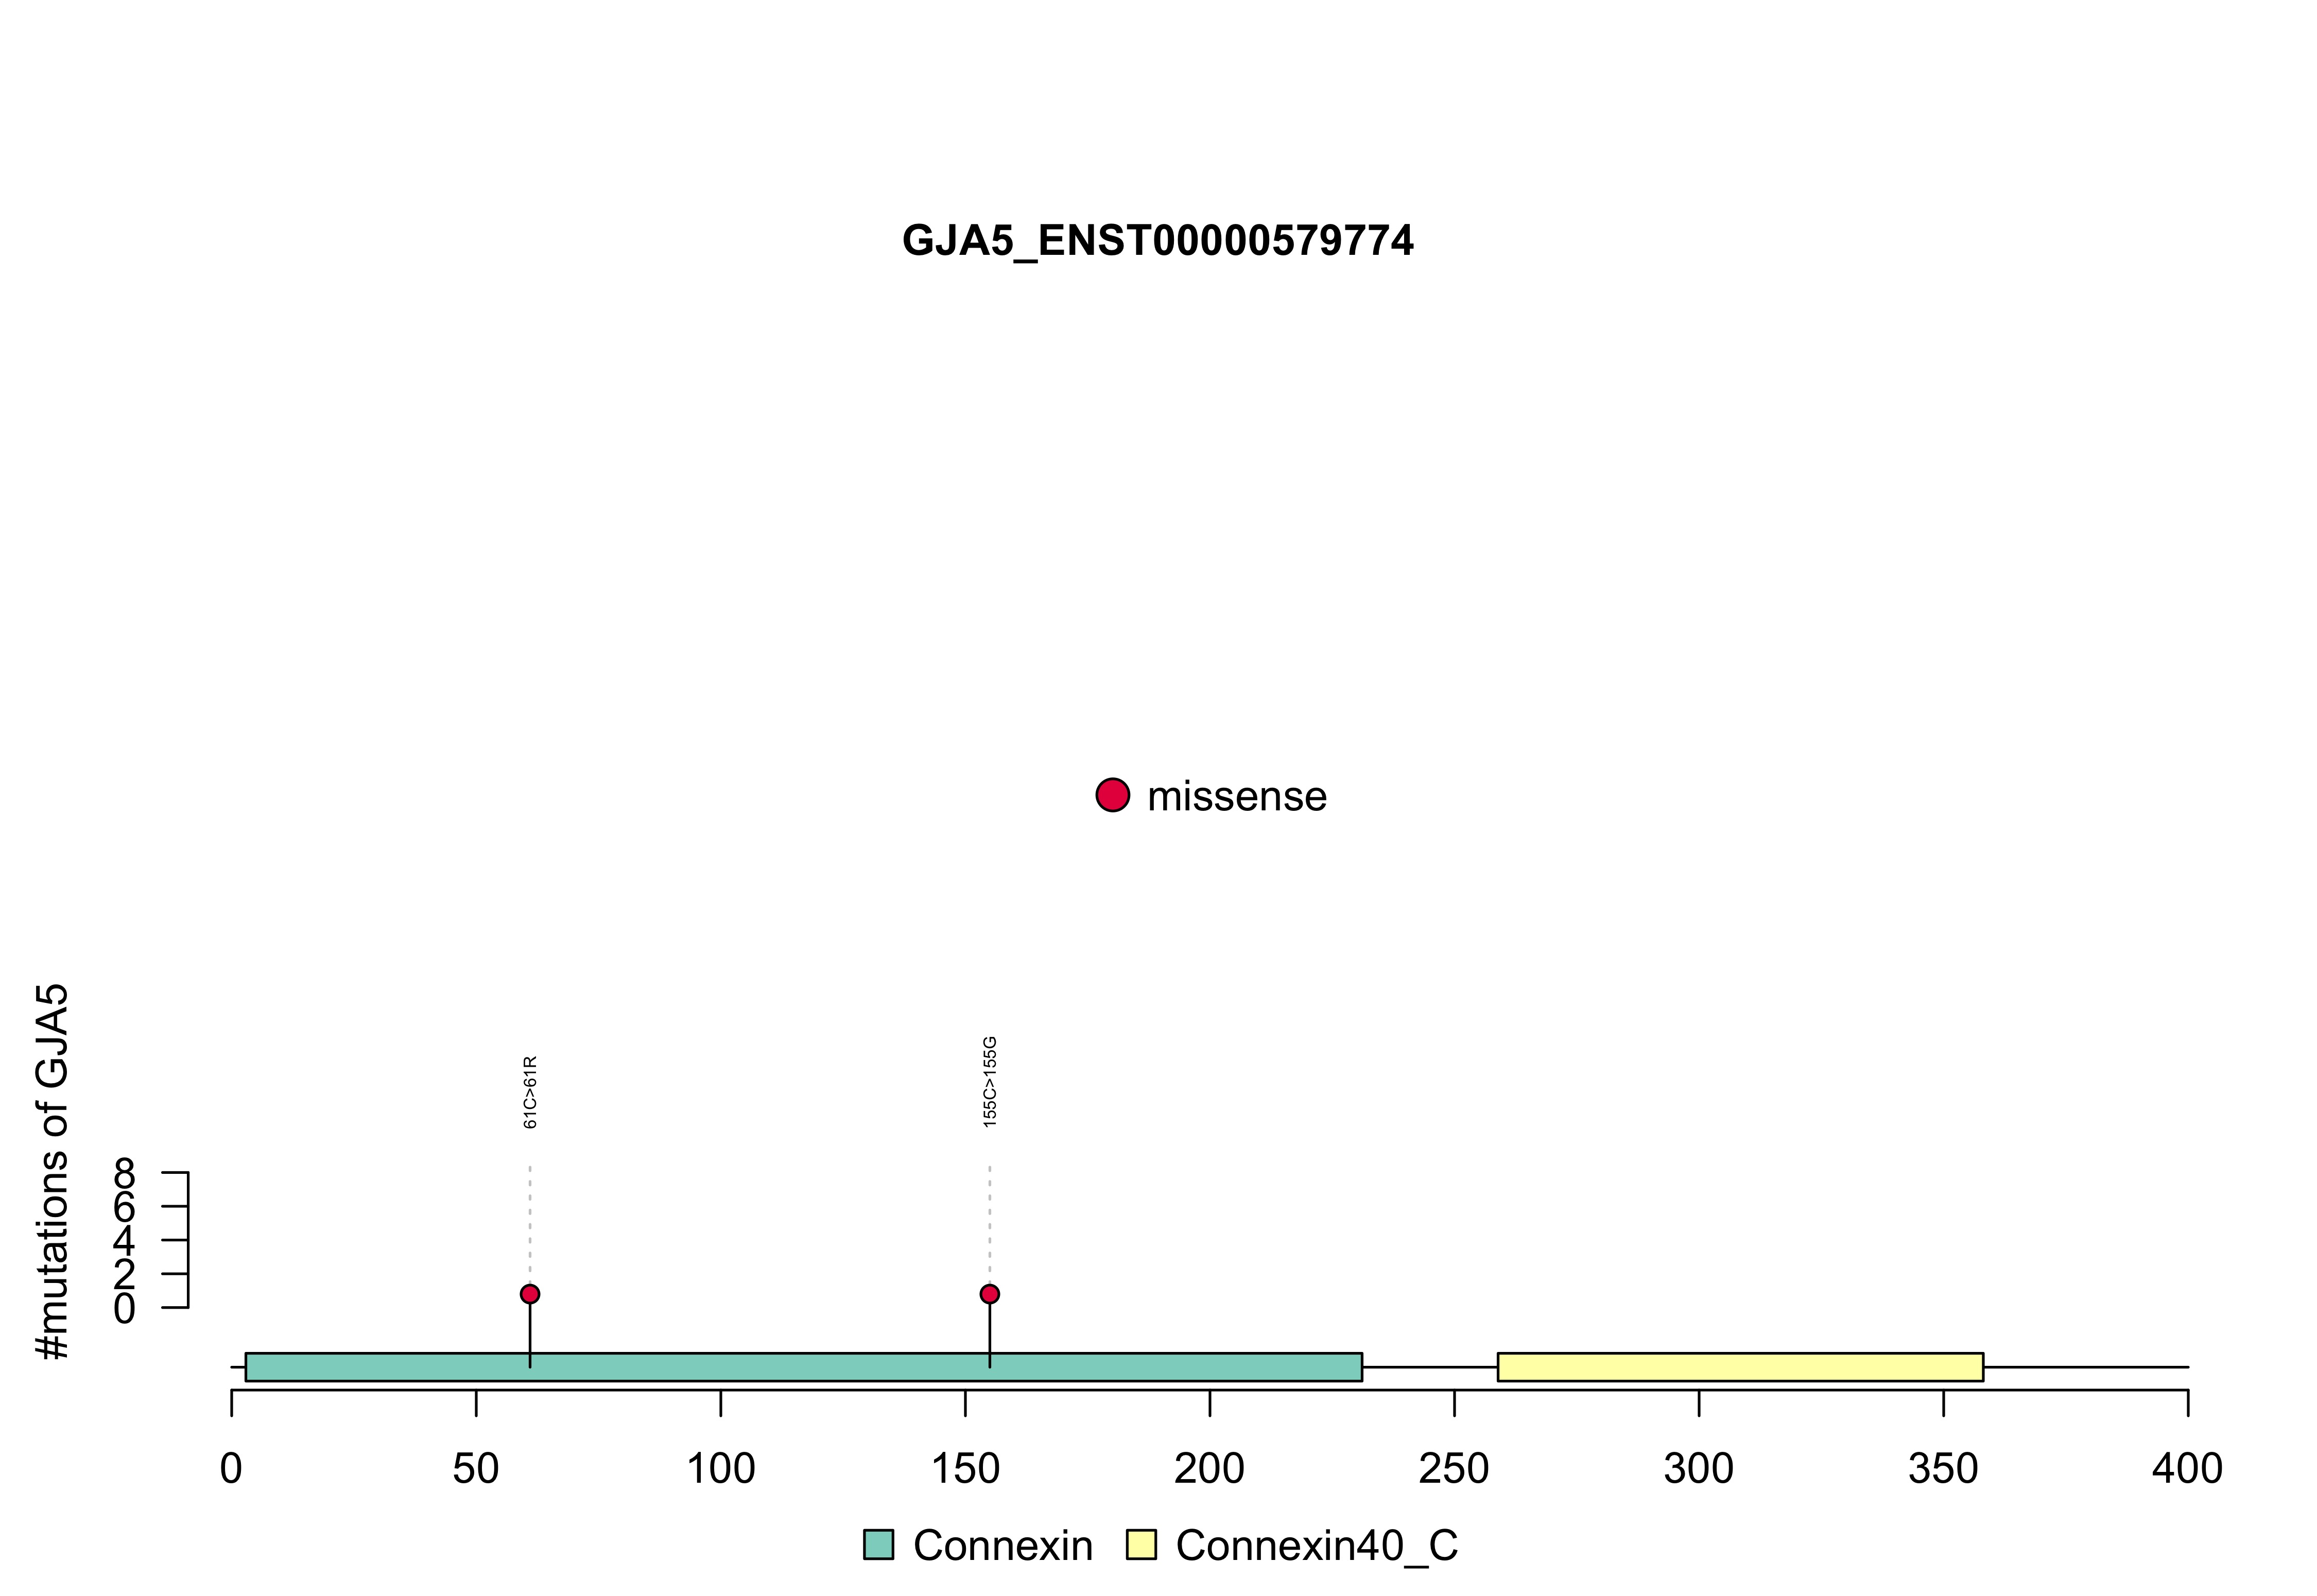 GJA5_ENST00000579774
missense
#mutations of GJA5
61C>61R
155C>155G
8
6
4
2
0
0 50 100 150 200 250 300 350 400
Connexin Connexin40_C